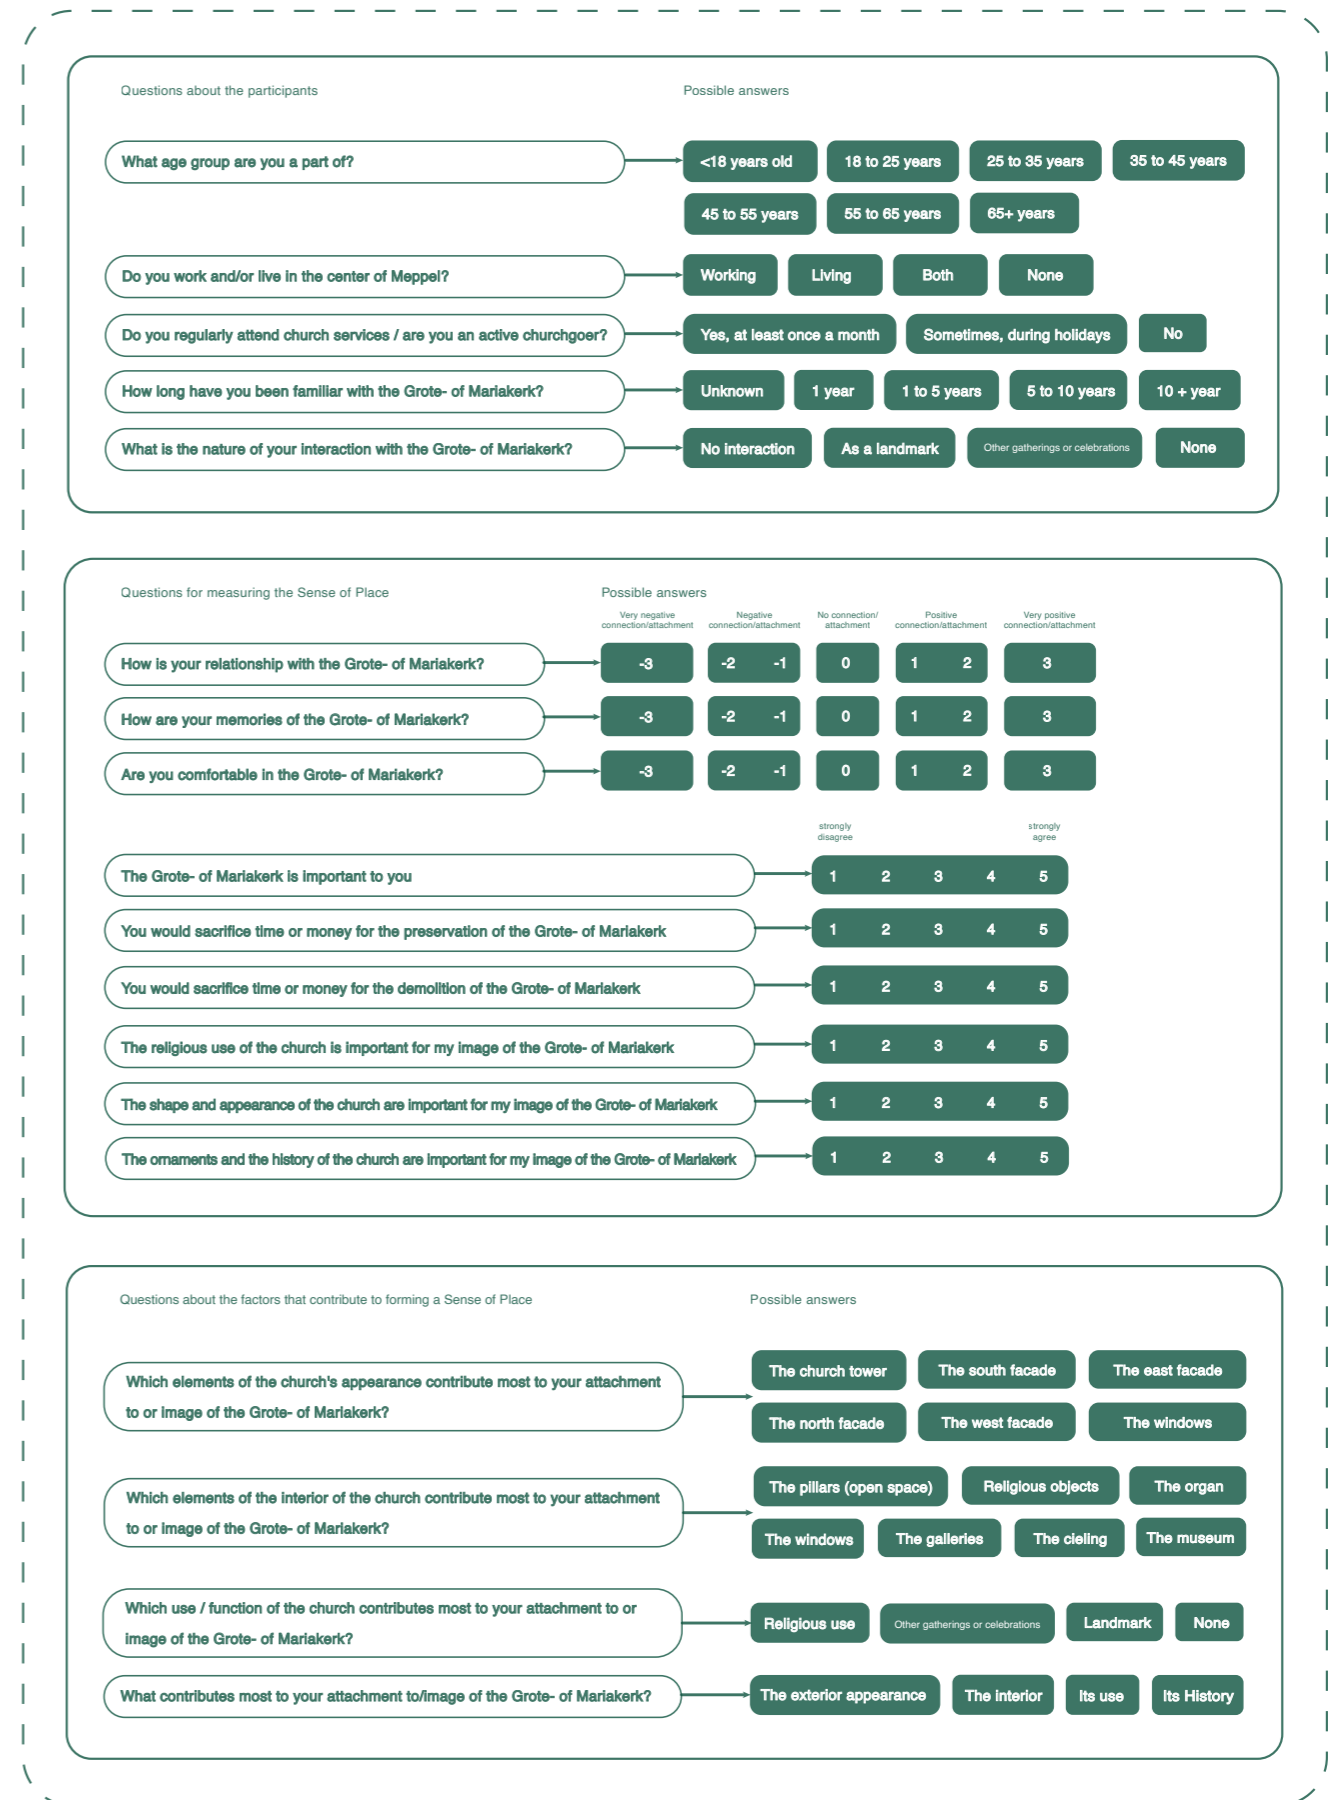 Questions about the participants
Possible answers
What age group are you a part of?
<18 years old
18 to 25 years
25 to 35 years
35 to 45 years
45 to 55 years
55 to 65 years
65+ years
Do you work and/or live in the center of Meppel?
Working
Living
Both
None
Do you regularly attend church services / are you an active churchgoer?
Yes, at least once a month
Sometimes, during holidays
No
How long have you been familiar with the Grote- of Mariakerk?
Unknown
1 year
1 to 5 years
5 to 10 years
10 + year
What is the nature of your interaction with the Grote- of Mariakerk?
No interaction
As a landmark
Other gatherings or celebrations
None
Questions for measuring the Sense of Place
Possible answers
Very negative
connection/attachment
Negative
connection/attachment
No connection/
attachment
Positive
connection/attachment
Very positive
connection/attachment
How is your relationship with the Grote- of Mariakerk?
-3
-2 -1
0
1 2
3
How are your memories of the Grote- of Mariakerk?
-3
-2 -1
0
1 2
3
Are you comfortable in the Grote- of Mariakerk?
-3
-2 -1
0
1 2
3
strongly
disagree
strongly
agree
The Grote- of Mariakerk is important to you
1 2 3 4 5
You would sacrifice time or money for the preservation of the Grote- of Mariakerk
1 2 3 4 5
You would sacrifice time or money for the demolition of the Grote- of Mariakerk
1 2 3 4 5
The religious use of the church is important for my image of the Grote- of Mariakerk
1 2 3 4 5
The shape and appearance of the church are important for my image of the Grote- of Mariakerk
1 2 3 4 5
The ornaments and the history of the church are important for my image of the Grote- of Mariakerk
1 2 3 4 5
Questions about the factors that contribute to forming a Sense of Place
Possible answers
Which elements of the church's appearance contribute most to your attachment
to or image of the Grote- of Mariakerk?
The church tower
The south facade
The east facade
The north facade
The west facade
The windows
Which elements of the interior of the church contribute most to your attachment
to or image of the Grote- of Mariakerk?
The pillars (open space)
Religious objects
The organ
The windows
The galleries
The cieling
The museum
Which use / function of the church contributes most to your attachment to or
image of the Grote- of Mariakerk?
Religious use
Other gatherings or celebrations
Landmark
None
What contributes most to your attachment to/image of the Grote- of Mariakerk?
The exterior appearance
The interior
Its use
Its History